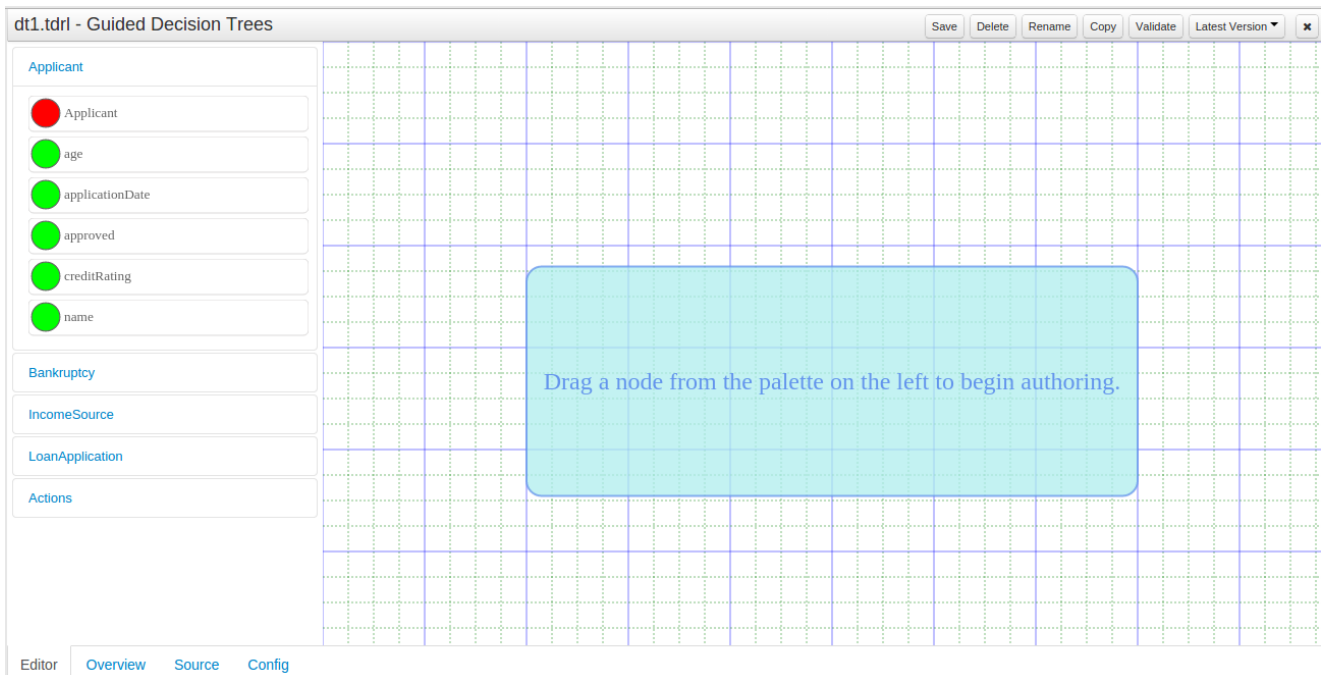 dt1.tdrl - Guided Decision Trees
Save Delete Rename Copy Validate Latest Version
Applicant
Applicant
age
applicationDate
approved
creditRating
name
Bankruptcy
IncomeSource
LoanApplication
Actions
Drag a node from the palette on the left to begin authoring.
Editor Overview Source Config